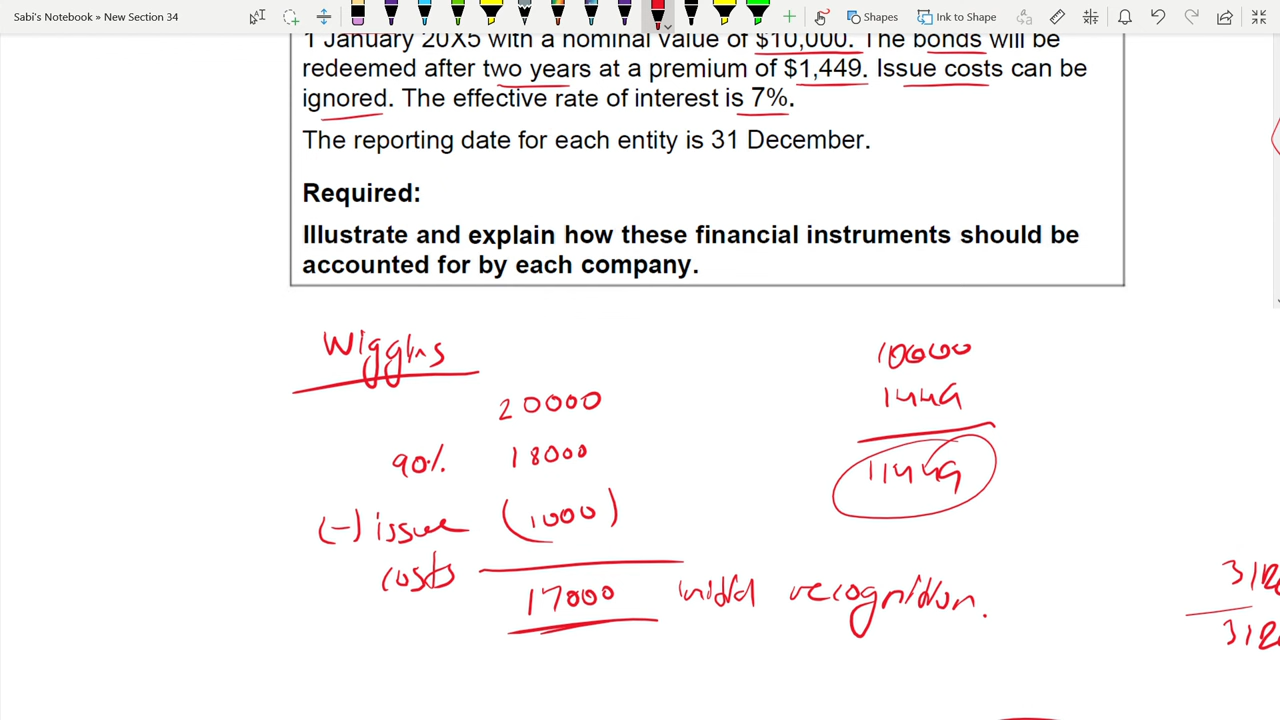 Sabi's Notebook » New Section 34
Shapes
Ink to Shape
1 January 20X5 with a nominal value of $10,000. The bonds will be
redeemed after two years at a premium of $1,449. Issue costs can be
ignored. The effective rate of interest is 7%.
The reporting date for each entity is 31 December.
Required:
Illustrate and explain how these financial instruments should be
accounted for by each company.
Wiggins
20000
90% 18000
(-) issue (1000)
costs
17000 initial recognition.
10000
1449
11449